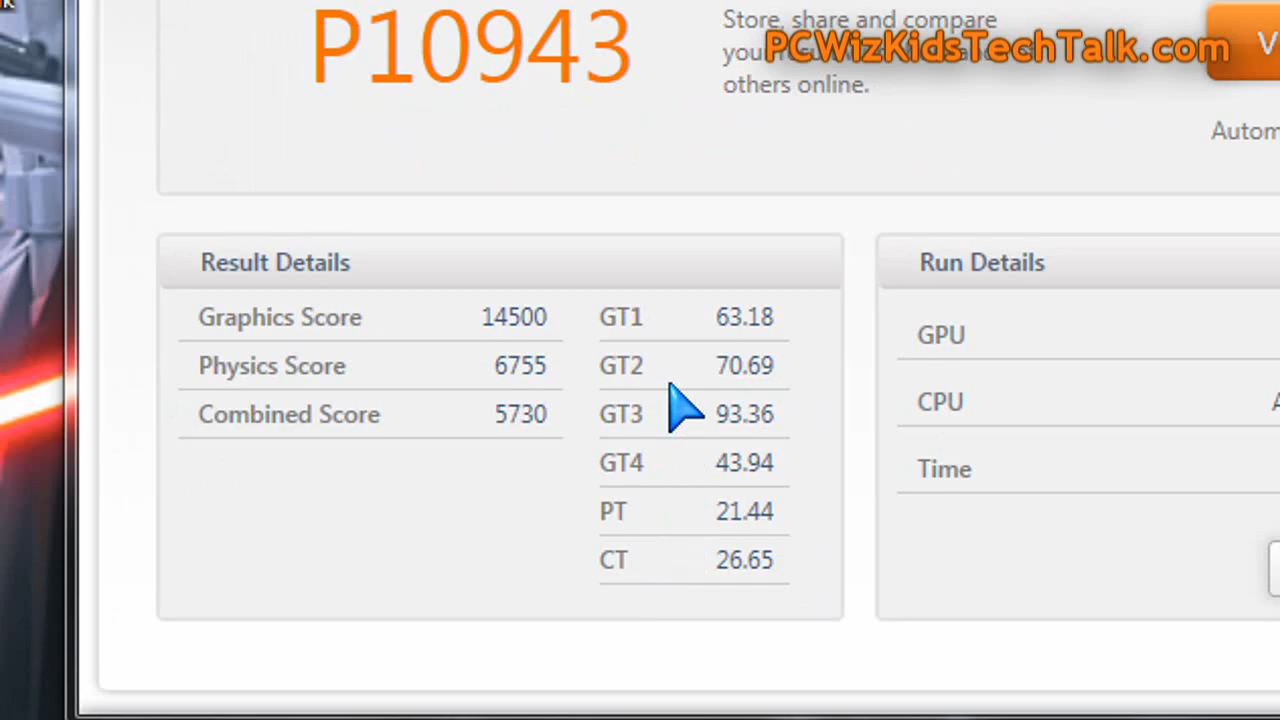 P10943
Store, share and compare
PCWizKidsTechTalk.com
others online.
V
Autom
Result Details
Graphics Score 14500
Physics Score 6755
Combined Score 5730
GT1 63.18
GT2 70.69
GT3 93.36
GT4 43.94
PT 21.44
CT 26.65
Run Details
GPU
CPU A
Time